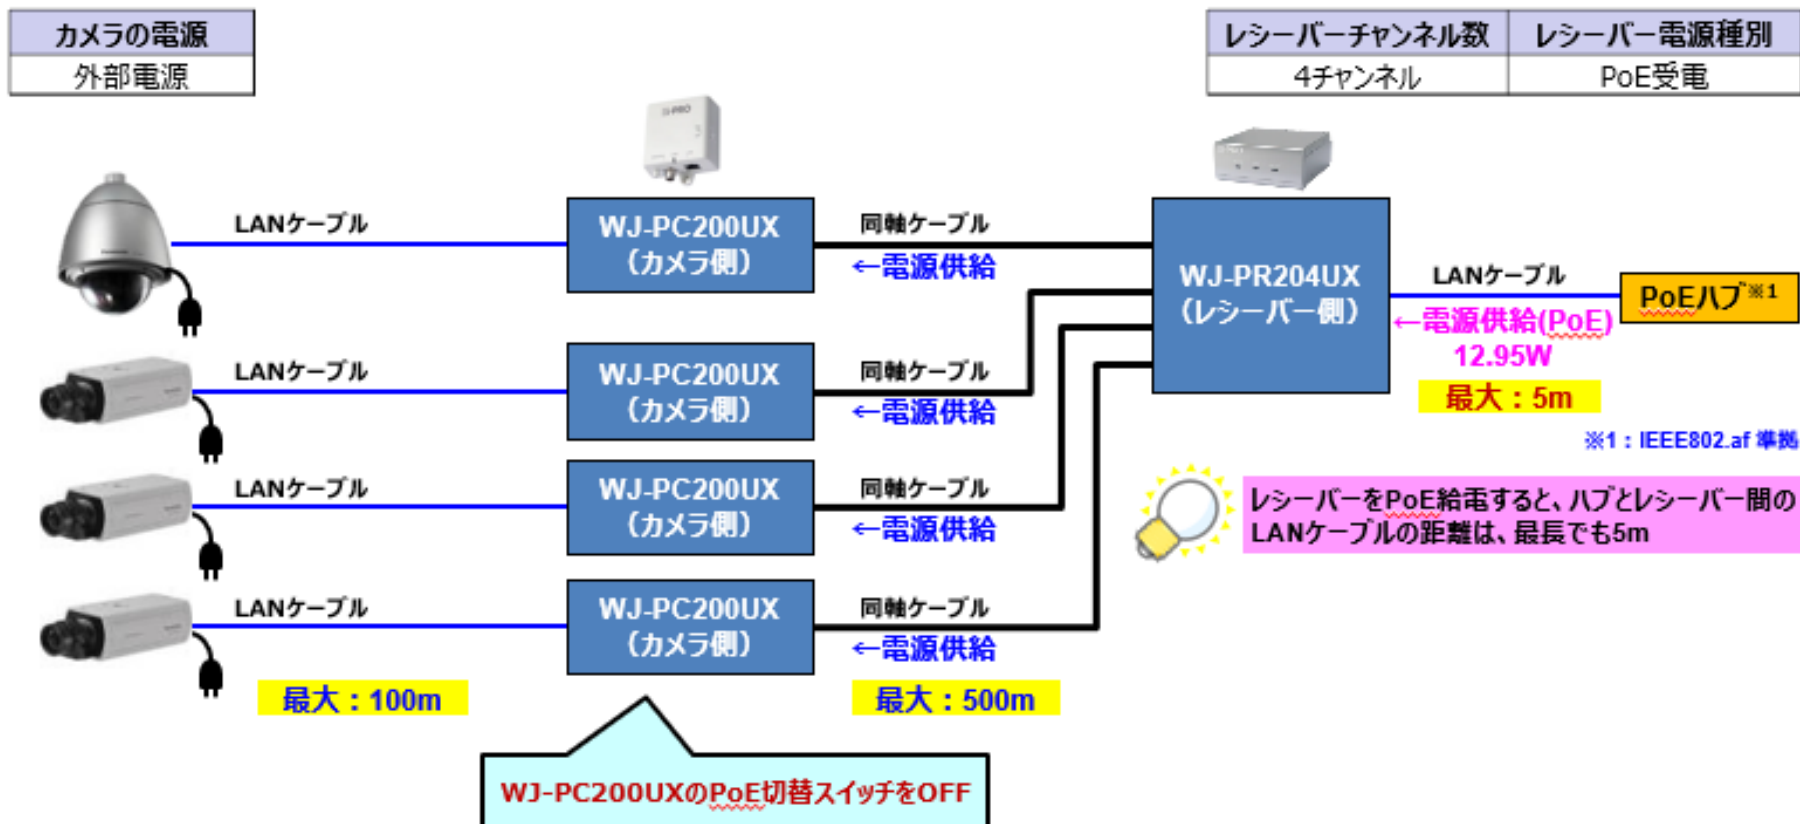 カメラの電源
外部電源
レシーバーチャンネル数
レシーバー電源種別
4チャンネル
PoE受電
LANケーブル
WJ-PC200UX
（カメラ側）
同軸ケーブル
←電源供給
WJ-PR204UX
（レシーバー側）
LANケーブル
PoEハブ※1
←電源供給(PoE)
12.95W
最大：5m
※1：IEEE802.af 準拠
LANケーブル
WJ-PC200UX
（カメラ側）
同軸ケーブル
←電源供給
LANケーブル
WJ-PC200UX
（カメラ側）
同軸ケーブル
←電源供給
レシーバーをPoE給電すると、ハブとレシーバー間の
LANケーブルの距離は、最長でも5m
LANケーブル
WJ-PC200UX
（カメラ側）
同軸ケーブル
←電源供給
最大：100m
最大：500m
WJ-PC200UXのPoE切替スイッチをOFF